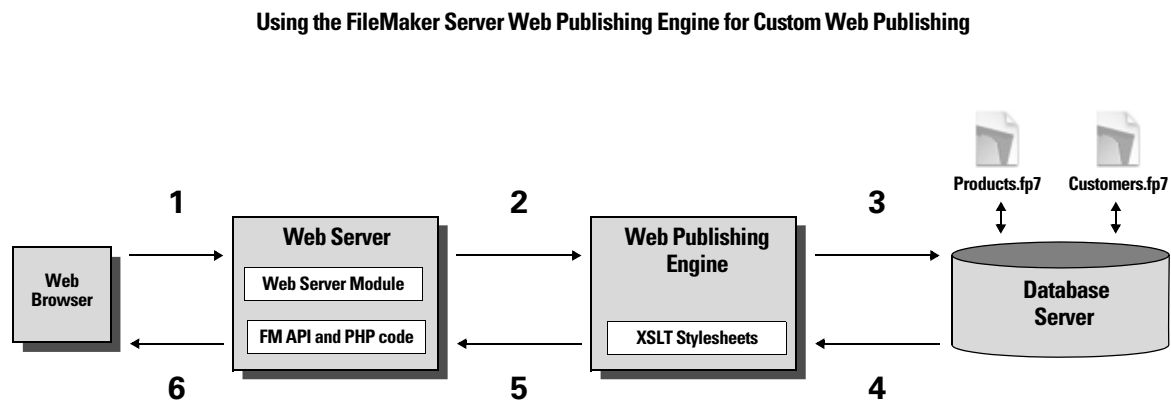 Using the FileMaker Server Web Publishing Engine for Custom Web Publishing
Products.fp7
Customers.fp7
1
2
3
Web
Browser
Web Server
Web Server Module
FM API and PHP code
Web Publishing
Engine
XSLT Stylesheets
Database
Server
6
5
4